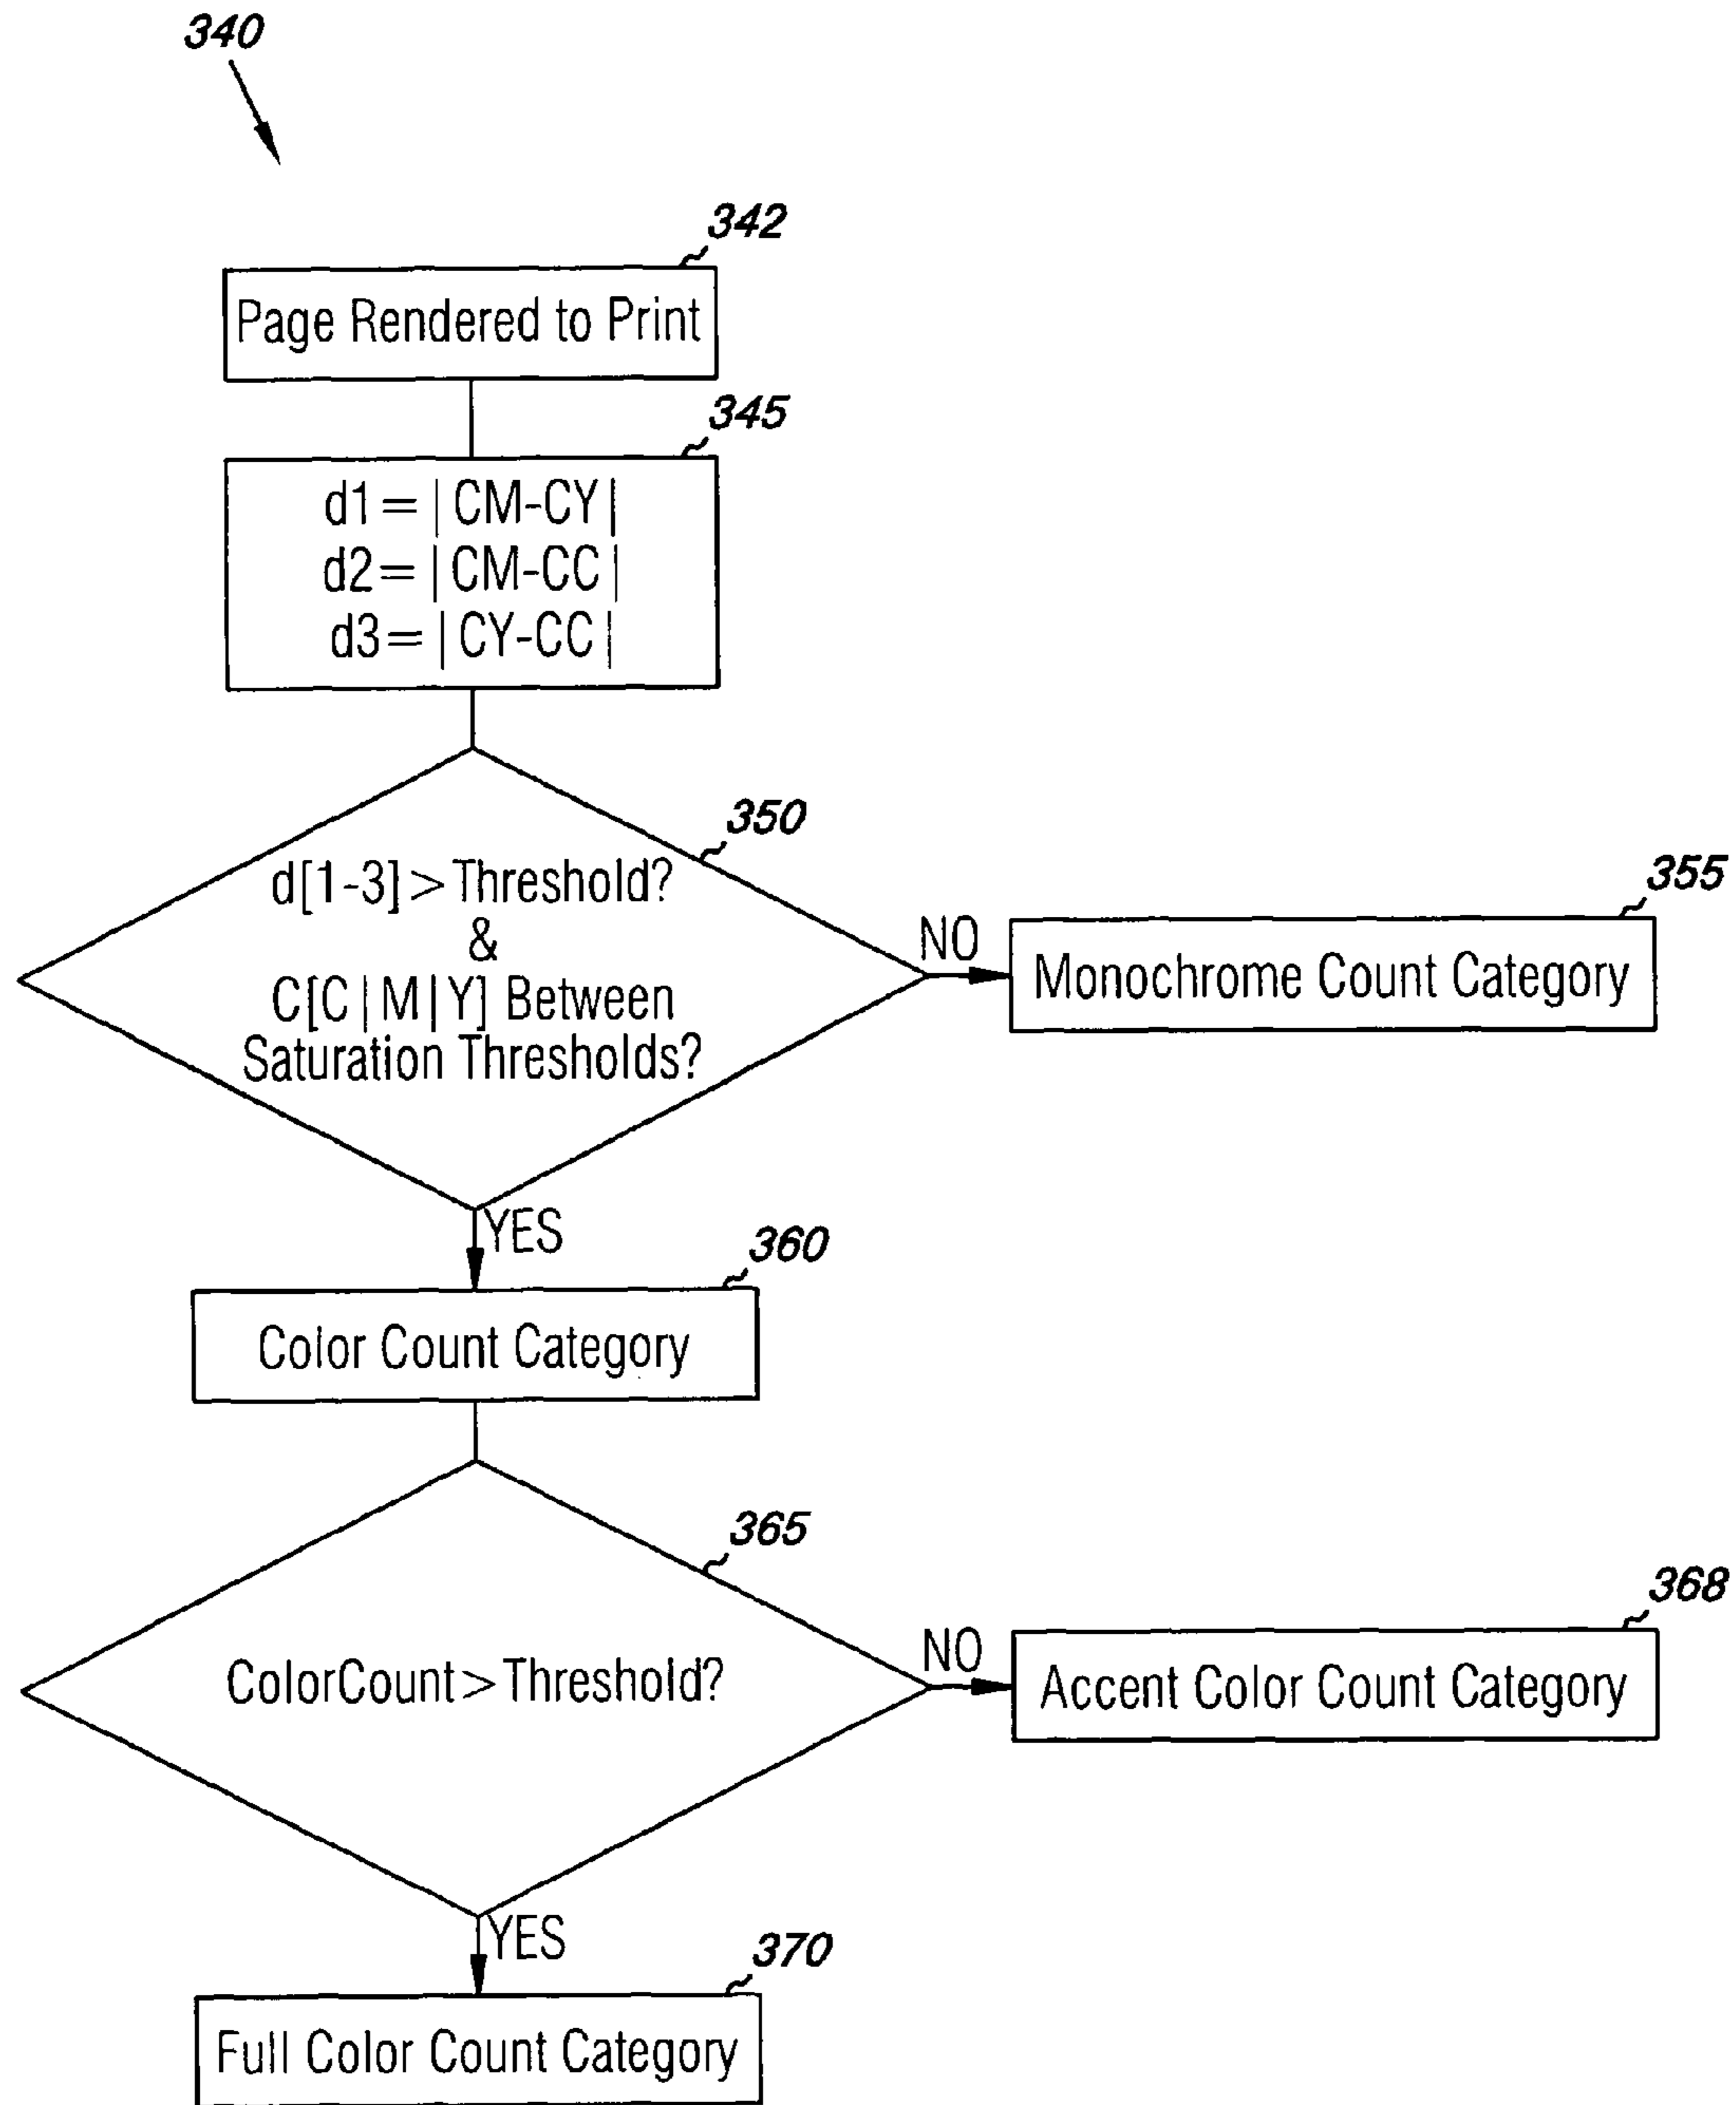 340
342
Page Rendered to Print
345
d1=|CM-CY|
d2=|CM-CC|
d3=|CY-CC|
350
d[1-3]>Threshold?
&
C[C|M|Y] Between
Saturation Thresholds?
NO
355
Monochrome Count Category
YES
360
Color Count Category
365
ColorCount>Threshold?
NO
368
Accent Color Count Category
YES
370
Full Color Count Category